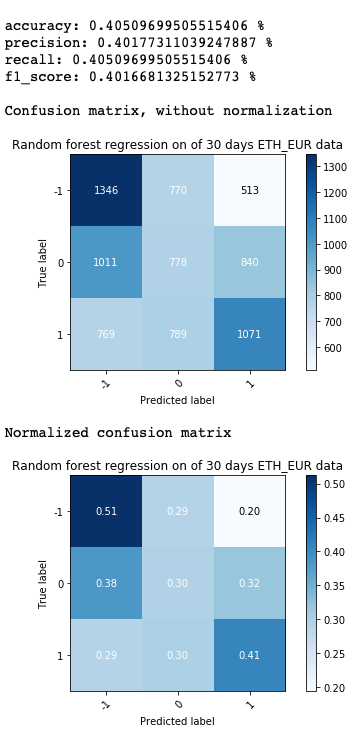 accuracy: 0.40509699505515406 %
precision: 0.40177311039247887 %
recall: 0.40509699505515406 %
f1_score: 0.4016681325152773 %
Confusion matrix, without normalization
Random forest regression on of 30 days ETH_EUR data
-1 1346 770 513
0 1011 778 840
1 769 789 1071
-1 0 1
True label
Predicted label
1300
1200
1100
1000
900
800
700
600
Normalized confusion matrix
Random forest regression on of 30 days ETH_EUR data
-1 0.51 0.29 0.20
0 0.38 0.30 0.32
1 0.29 0.30 0.41
-1 0 1
True label
Predicted label
0.50
0.45
0.40
0.35
0.30
0.25
0.20